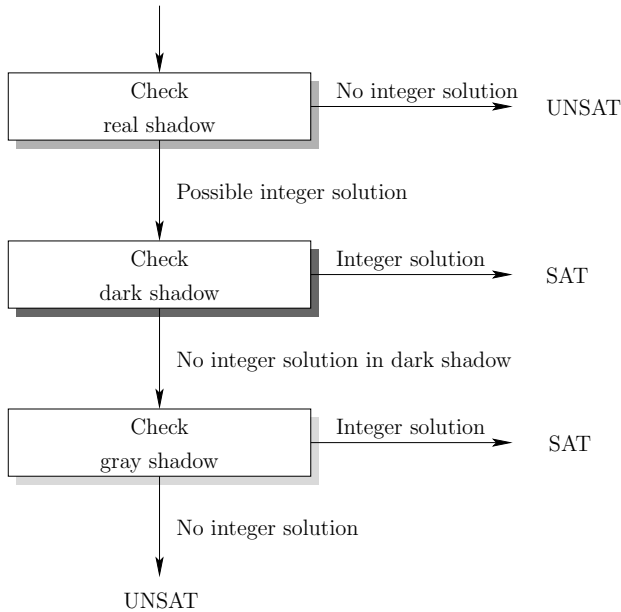 Check
real shadow
No integer solution
UNSAT
Possible integer solution
Check
dark shadow
Integer solution
SAT
No integer solution in dark shadow
Check
gray shadow
Integer solution
SAT
No integer solution
UNSAT